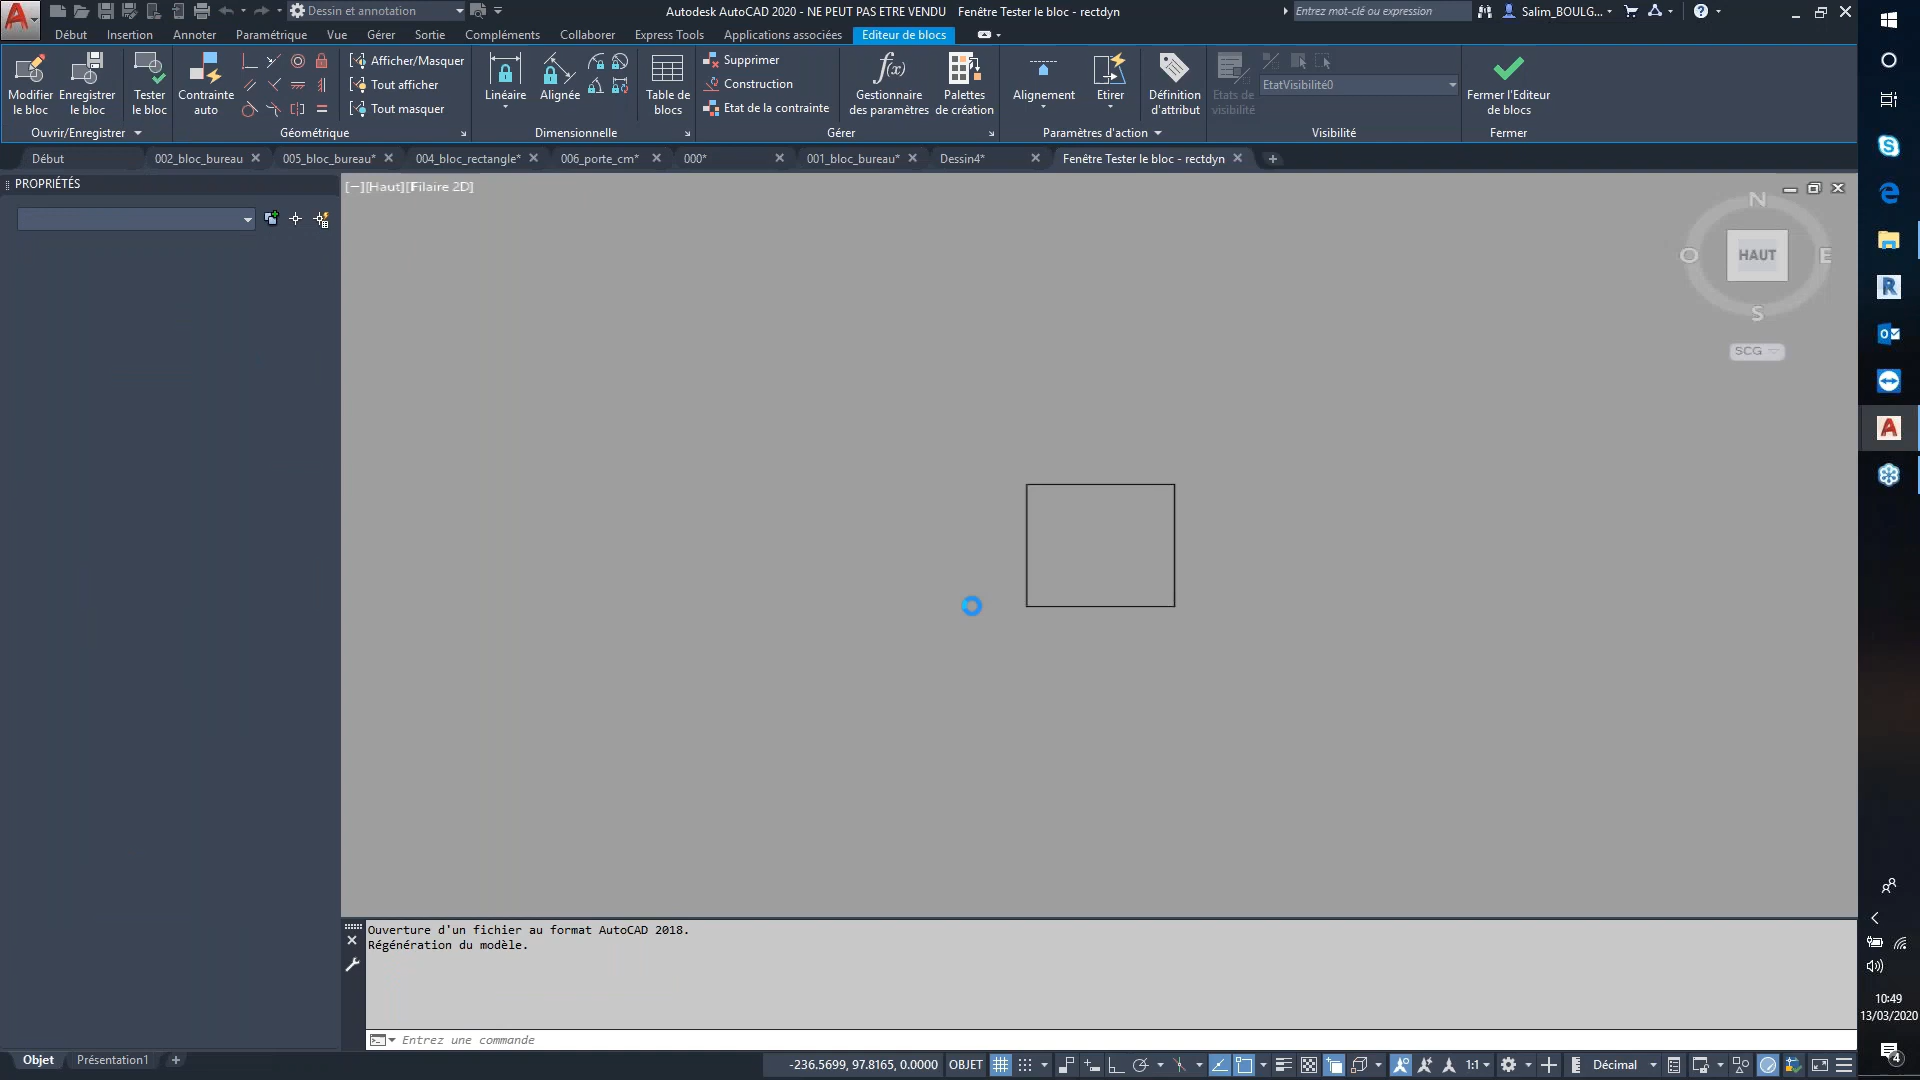 Dessin et annotation
Autodesk AutoCAD 2020 - NE PEUT PAS ETRE VENDU Fenêtre Tester le bloc - rectdyn
Entrez mot-clé ou expression
Salim_BOULG...
Début Insertion Annoter Paramétrique Vue Gérer Sortie Compléments Collaborer Express Tools Applications associées Editeur de blocs
Modifier le bloc
Enregistrer le bloc
Tester le bloc
Contrainte auto
Afficher/Masquer
Tout afficher
Tout masquer
Linéaire
Alignée
Table de blocs
Supprimer
Construction
Etat de la contrainte
Gestionnaire des paramètres
Palettes de création
Alignement
Etirer
Définition d'attribut
Etats de visibilité
EtatVisibilité0
Fermer l'Editeur de blocs
Ouvrir/Enregistrer Géométrique Dimensionnelle Gérer Paramètres d'action Visibilité Fermer
Début 002_bloc_bureau 005_bloc_bureau* 004_bloc_rectangle* 006_porte_cm* 000* 001_bloc_bureau* Dessin4* Fenêtre Tester le bloc - rectdyn
PROPRIÉTÉS
[−][Haut][Filaire 2D]
N
O HAUT E
S
SCG
Ouverture d'un fichier au format AutoCAD 2018.
Régénération du modèle.
Entrez une commande
Objet Présentation1
-236.5699, 97.8165, 0.0000 OBJET 1:1 Décimal
10:49
13/03/2020
4